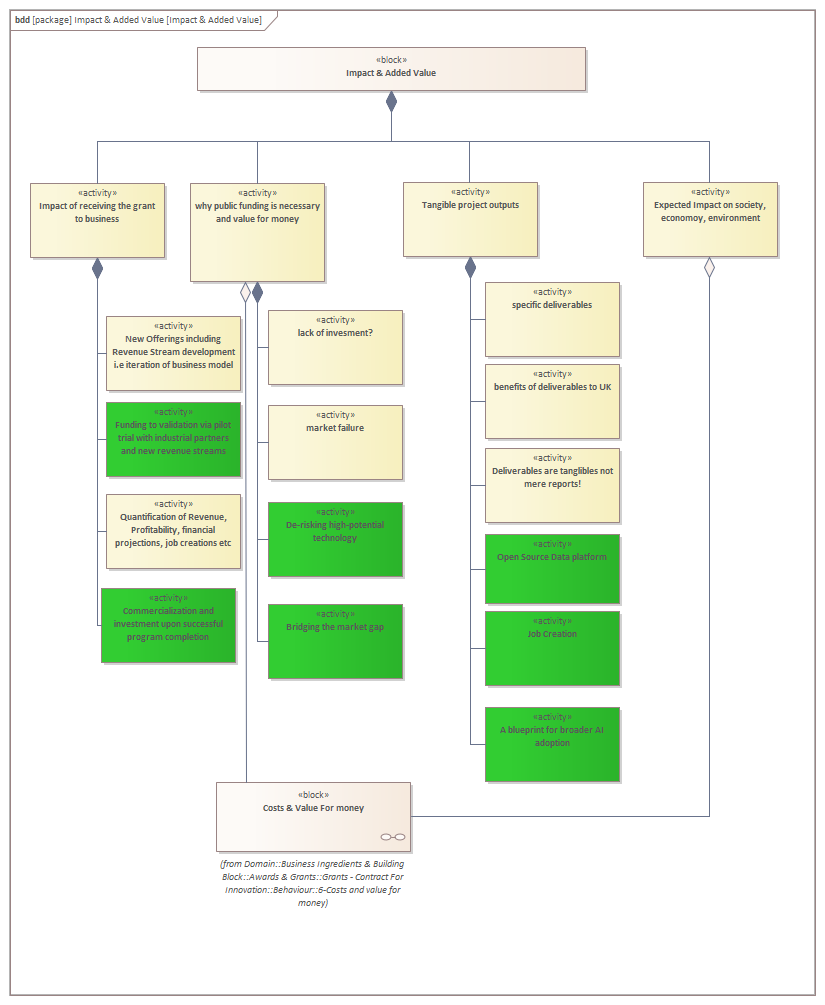 bdd [package] Impact & Added Value [Impact & Added Value]
«block»
Impact & Added Value
«activity»
Impact of receiving the grant
to business
«activity»
why public funding is necessary
and value for money
«activity»
Tangible project outputs
«activity»
Expected Impact on society,
economoy, environment
«activity»
New Offerings including
Revenue Stream development
i.e iteration of business model
«activity»
Funding to validation via pilot
trial with industrial partners
and new revenue streams
«activity»
Quantification of Revenue,
Profitability, financial
projections, job creations etc
«activity»
Commercialization and
investment upon successful
program completion
«activity»
lack of invesment?
«activity»
market failure
«activity»
De-risking high-potential
technology
«activity»
Bridging the market gap
«activity»
specific deliverables
«activity»
benefits of deliverables to UK
«activity»
Deliverables are tanglibles not
mere reports!
«activity»
Open Source Data platform
«activity»
Job Creation
«activity»
A blueprint for broader AI
adoption
«block»
Costs & Value For money
(from Domain::Business Ingredients & Building
Block::Awards & Grants::Grants - Contract For
Innovation::Behaviour::6-Costs and value for
money)